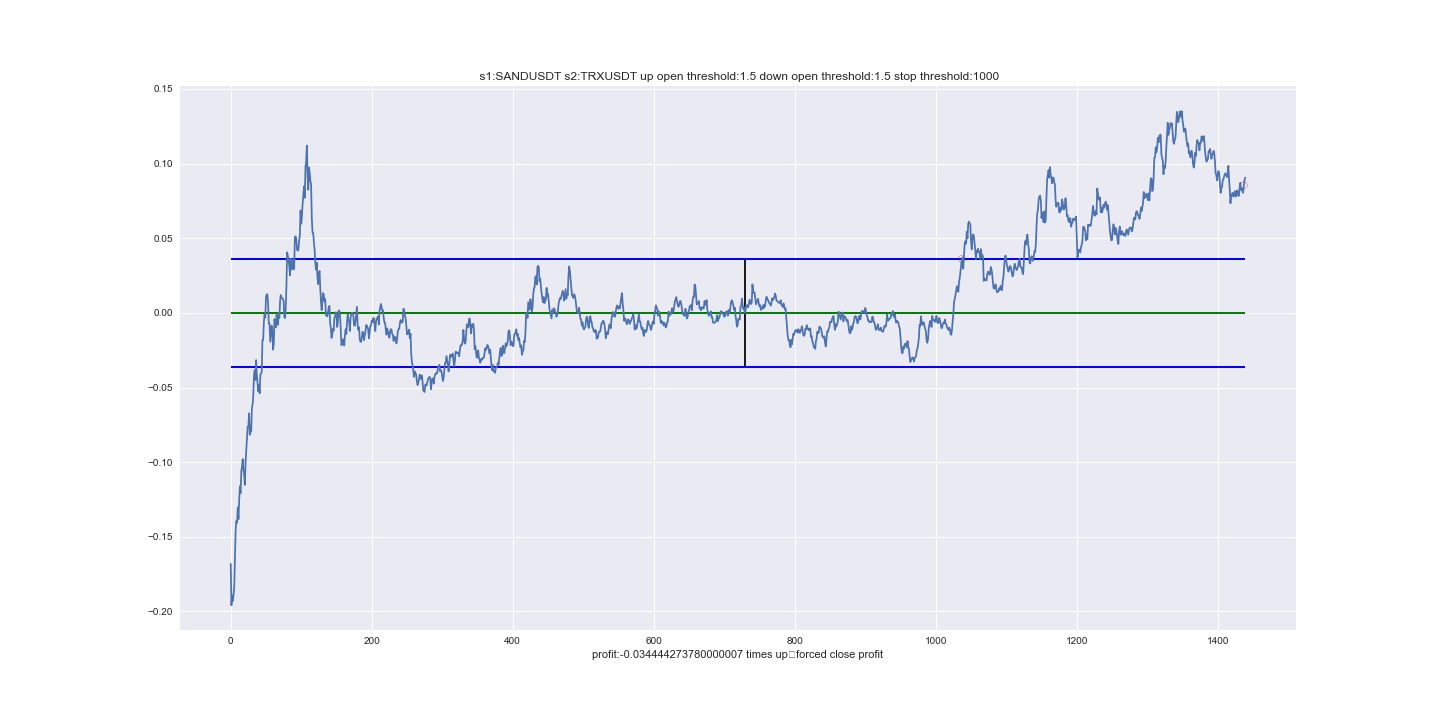 s1:SANDUSDT s2:TRXUSDT up open threshold:1.5 down open threshold:1.5 stop threshold:1000
0.15
0.10
0.05
0.00
−0.05
−0.10
−0.15
−0.20
0 200 400 600 800 1000 1200 1400
profit:-0.034444273780000007 times up□forced close profit